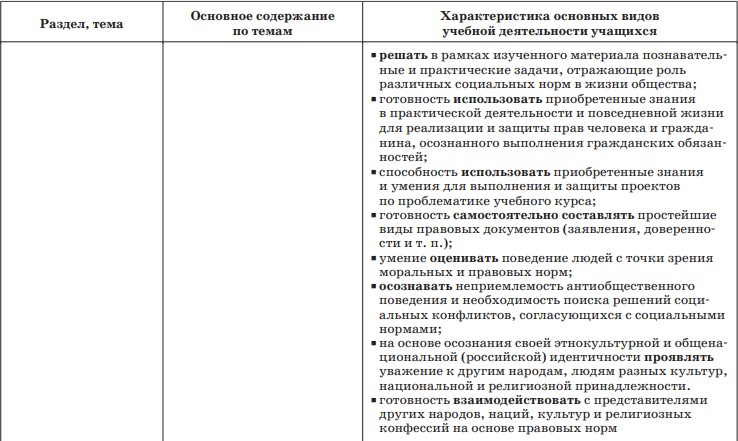 Раздел, тема
Основное содержание
по темам
Характеристика основных видов
учебной деятельности учащихся
▪ решать в рамках изученного материала познаватель-
ные и практические задачи, отражающие роль
различных социальных норм в жизни общества;
▪ готовность использовать приобретенные знания
в практической деятельности и повседневной жизни
для реализации и защиты прав человека и гражда-
нина, осознанного выполнения гражданских обязан-
ностей;
▪ способность использовать приобретенные знания
и умения для выполнения и защиты проектов
по проблематике учебного курса;
▪ готовность самостоятельно составлять простейшие
виды правовых документов (заявления, доверенно-
сти и т. п.);
▪ умение оценивать поведение людей с точки зрения
моральных и правовых норм;
▪ осознавать неприемлемость антиобщественного
поведения и необходимость поиска решений соци-
альных конфликтов, согласующихся с социальными
нормами;
▪ на основе осознания своей этнокультурной и общена-
циональной (российской) идентичности проявлять
уважение к другим народам, людям разных культур,
национальной и религиозной принадлежности.
▪ готовность взаимодействовать с представителями
других народов, наций, культур и религиозных
конфессий на основе правовых норм